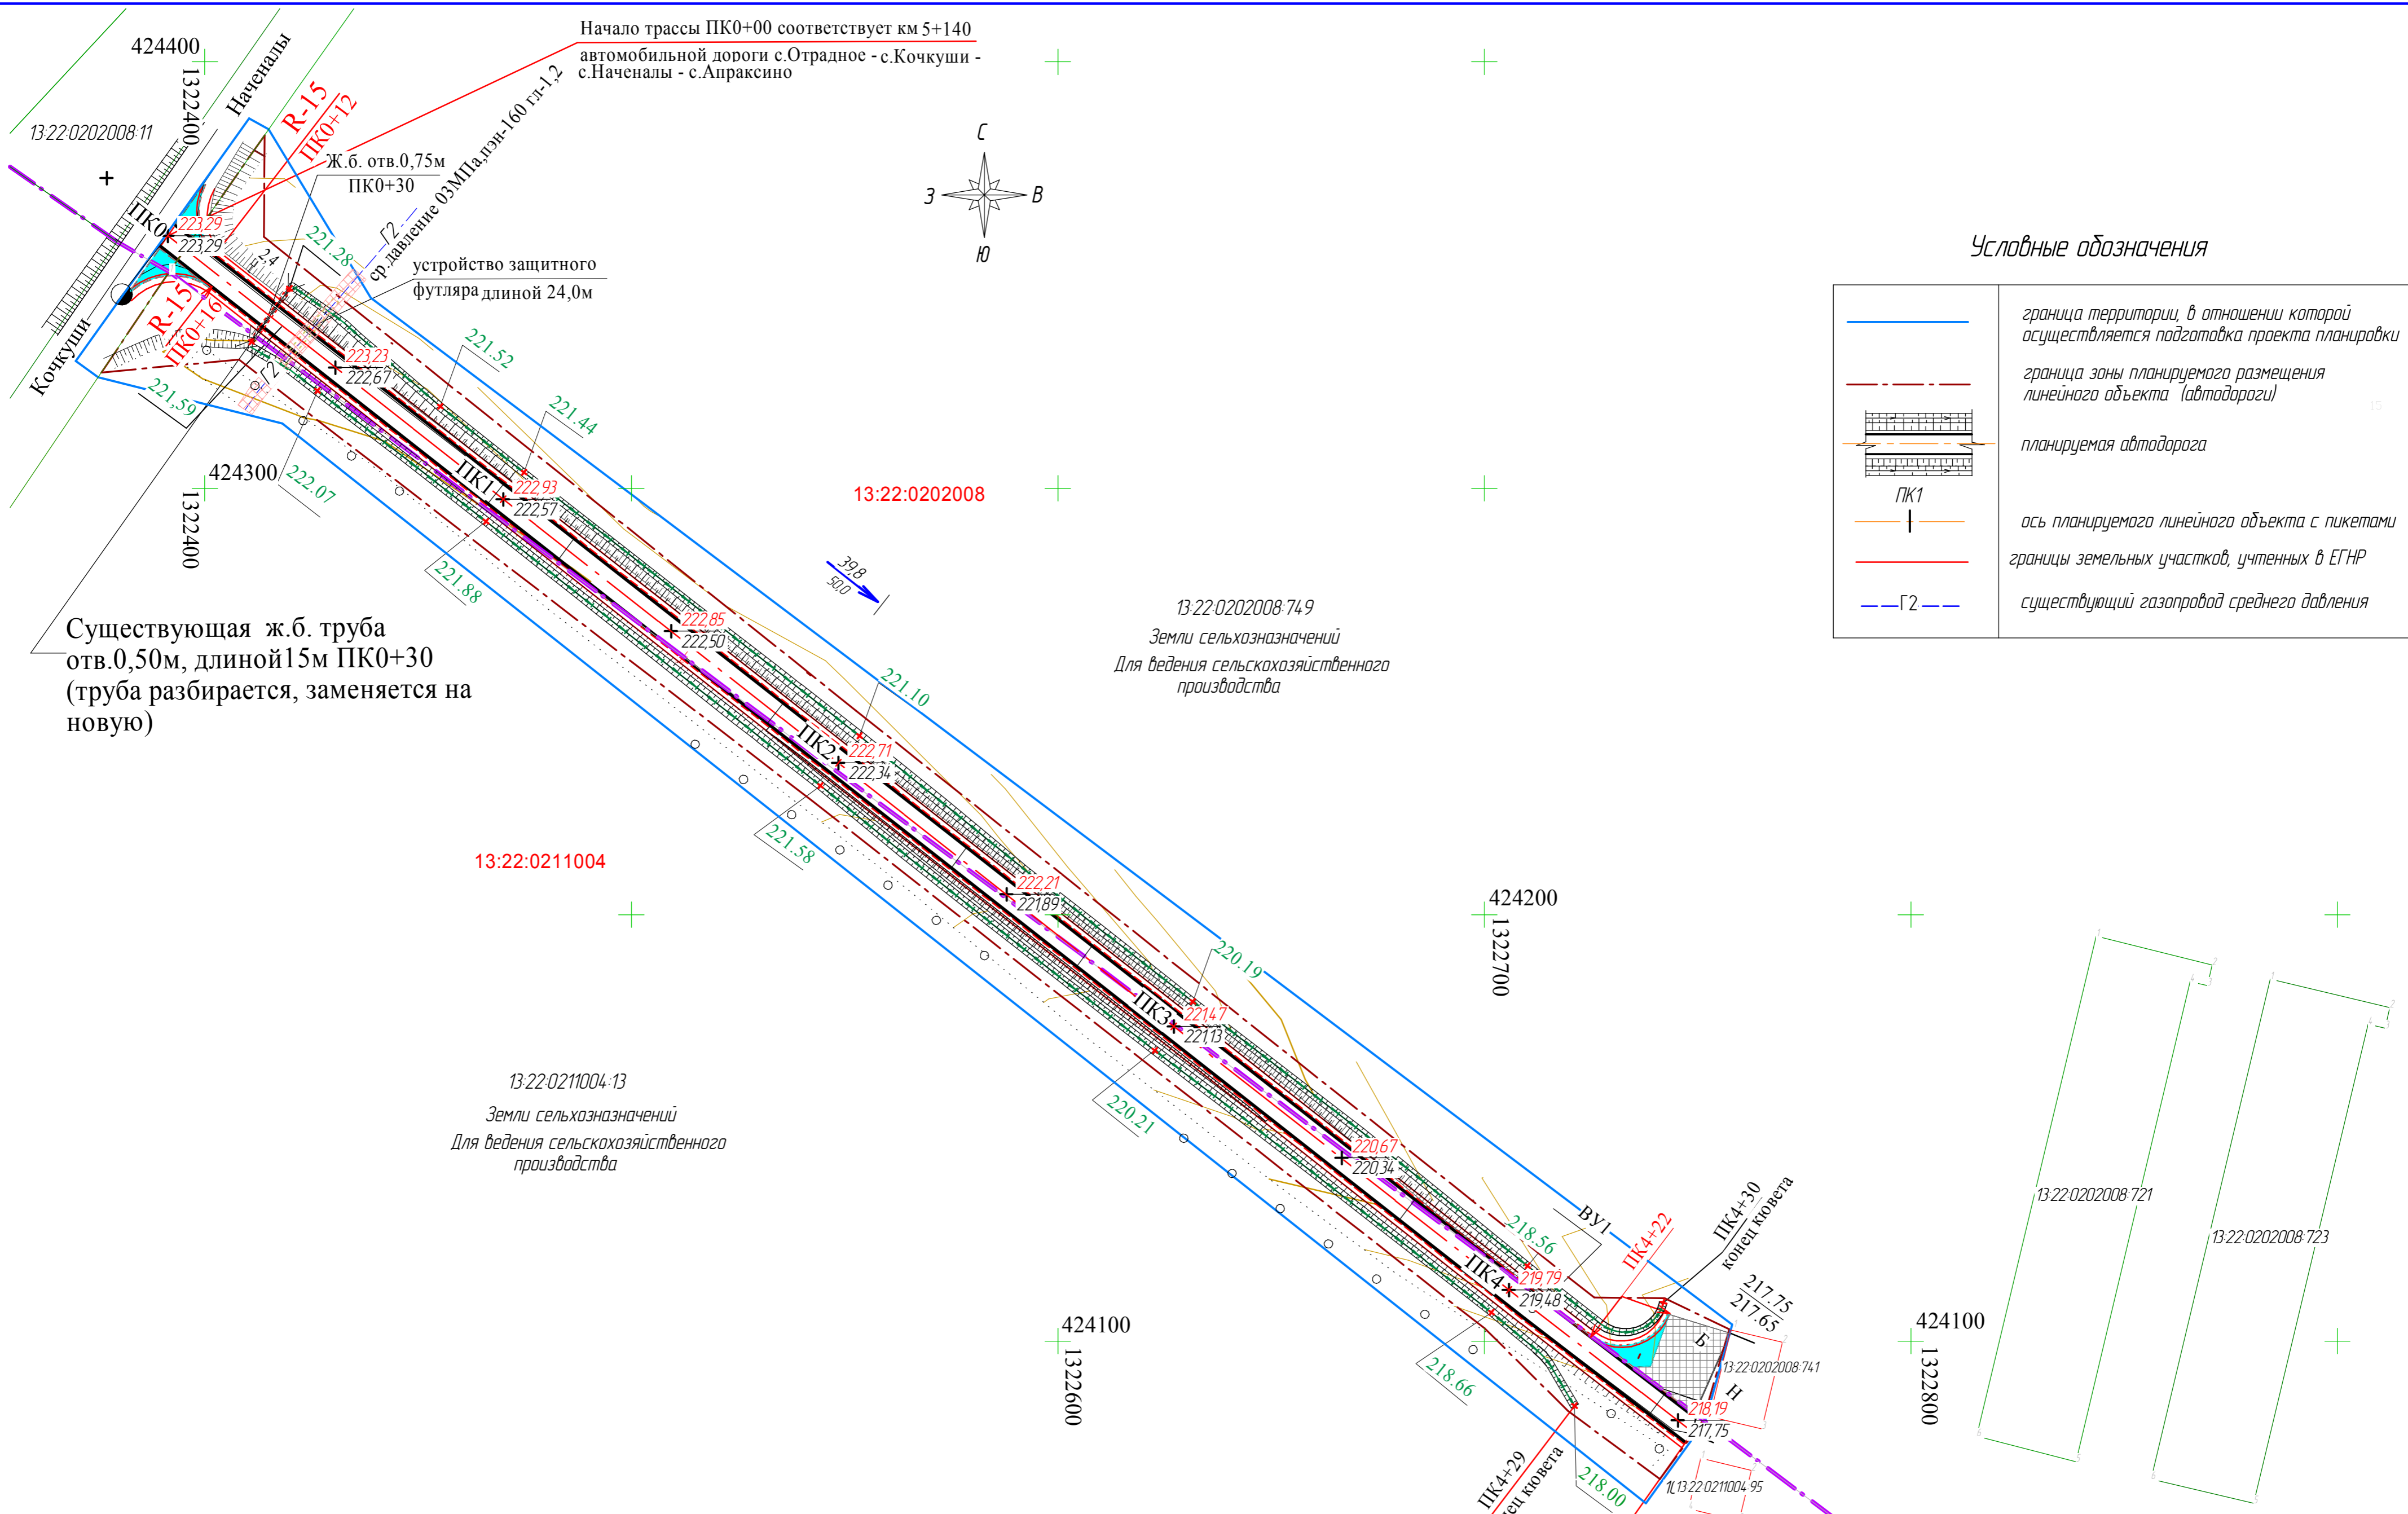 Начало трассы ПК0+00 соответствует км 5+140
автомобильной дороги с.Отрадное - с.Кочкуши -
с.Наченалы - с.Апраксино
424400
1322400
Наченалы
13:22:0202008:11
R-15
ПК0+12
Ж.б. отв.0,75м
ПК0+30
Г2
ср.давление 03МПа,пэн-160 гл-1,2
устройство защитного
футляра длиной 24,0м
С
З
В
Ю
ПК0
223,29
223,29
2,4
221.28
R-15
ПК0+16
Кочкуши
221,59
Г2
223,23
222,67
221.52
221.44
424300
1322400
222.07
ПК1
222,93
222,57
221.88
13:22:0202008
39,8
50,0
Существующая ж.б. труба
отв.0,50м, длиной15м ПК0+30
(труба разбирается, заменяется на
новую)
222,85
222,50
13:22:0202008:749
Земли сельхозназначений
Для ведения сельскохозяйственного
производства
221.10
ПК2
222,71
222,34
221.58
13:22:0211004
222,21
221,89
424200
1322700
220.19
ПК3
221,47
221,13
220.21
13:22:0211004:13
Земли сельхозназначений
Для ведения сельскохозяйственного
производства
220,67
220,34
218.56
ВУ1
ПК4+22
ПК4+30
конец кювета
217.75
217.65
ПК4
219,79
219,48
424100
1322600
218.66
Б
Н
13:22:0202008:741
218,19
217,75
ПК4+29
218.00
13:22:0211004:95
424100
1322800
13:22:0202008:721
13:22:0202008:723
Условные обозначения
граница территории, в отношении которой
осуществляется подготовка проекта планировки
граница зоны планируемого размещения
линейного объекта (автодороги)
15
планируемая автодорога
ПК1
ось планируемого линейного объекта с пикетами
границы земельных участков, учтенных в ЕГНР
Г2
существующий газопровод среднего давления